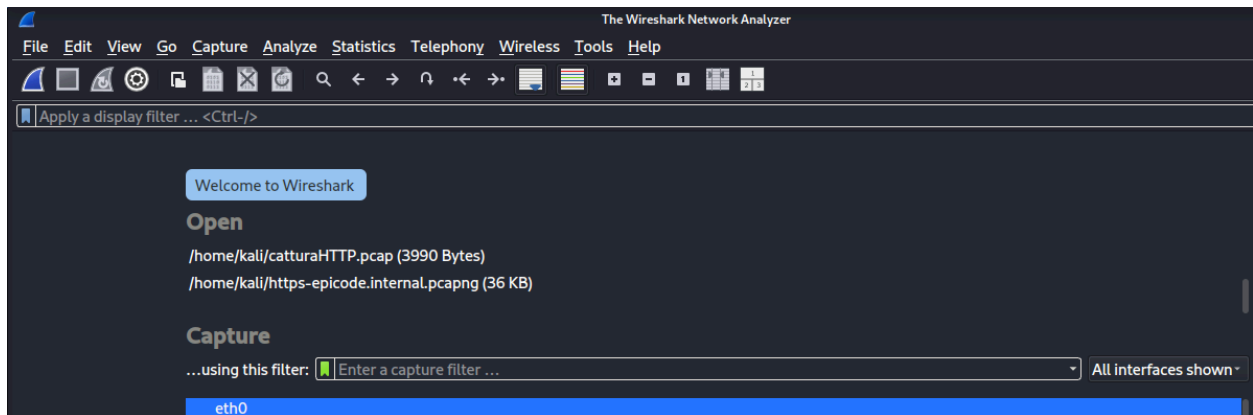 The Wireshark Network Analyzer
File Edit View Go Capture Analyze Statistics Telephony Wireless Tools Help
Apply a display filter ... <Ctrl-/>
Welcome to Wireshark
Open
/home/kali/catturaHTTP.pcap (3990 Bytes)
/home/kali/https-epicode.internal.pcapng (36 KB)
Capture
...using this filter: Enter a capture filter ... All interfaces shown
eth0